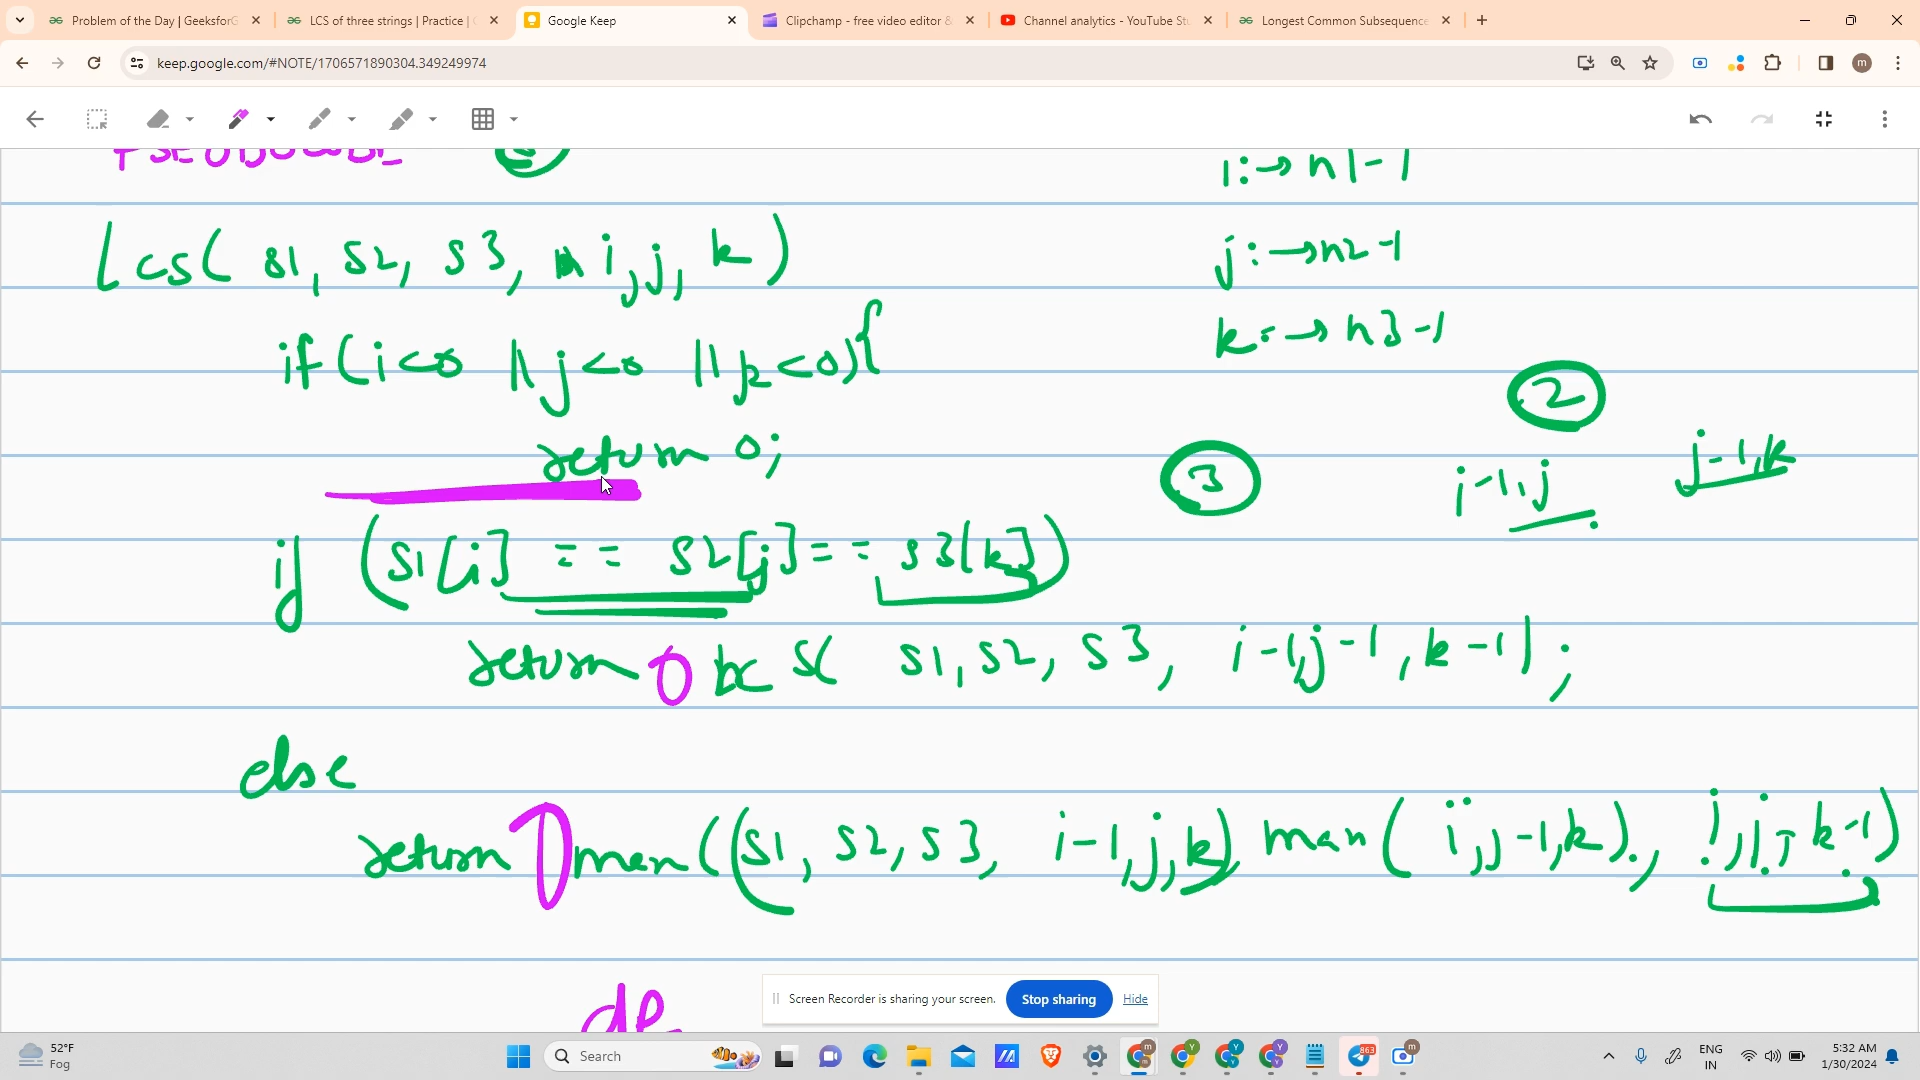 Problem of the Day | GeeksforG
LCS of three strings | Practice | G
Google Keep
Clipchamp - free video editor &
Channel analytics - YouTube Stu
Longest Common Subsequence
keep.google.com/#NOTE/1706571890304.349249974
m
PSEUDOCODE
i: → n1-1
Lcs( s1, s2, s3, i, j, k )
j: → n2-1
if (i<0 || j<0 || k<0){
k: → n3-1
2
return 0;
3
i-1,j
j-1,k
if (s1[i] == s2[j] == s3[k])
return lcs( s1, s2, s3, i-1,j-1, k-1);
else
return max((s1, s2, s3, i-1,j,k), max( i,j-1,k), i,j, k-1)
dp
Screen Recorder is sharing your screen.
Stop sharing
Hide
52°F
Fog
Search
863
ENG
IN
5:32 AM
1/30/2024